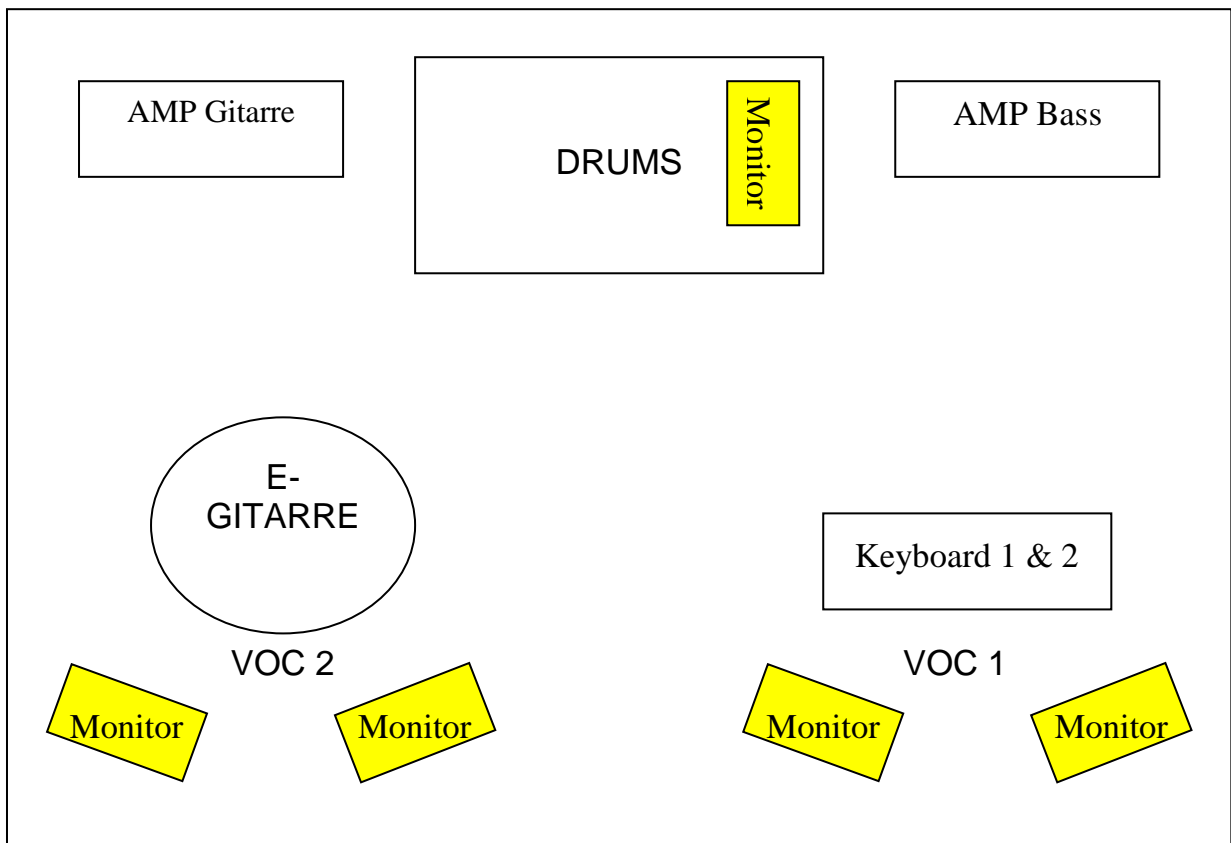 AMP Gitarre
DRUMS
Monitor
AMP Bass
E-
GITARRE
Keyboard 1 & 2
VOC 2
VOC 1
Monitor
Monitor
Monitor
Monitor